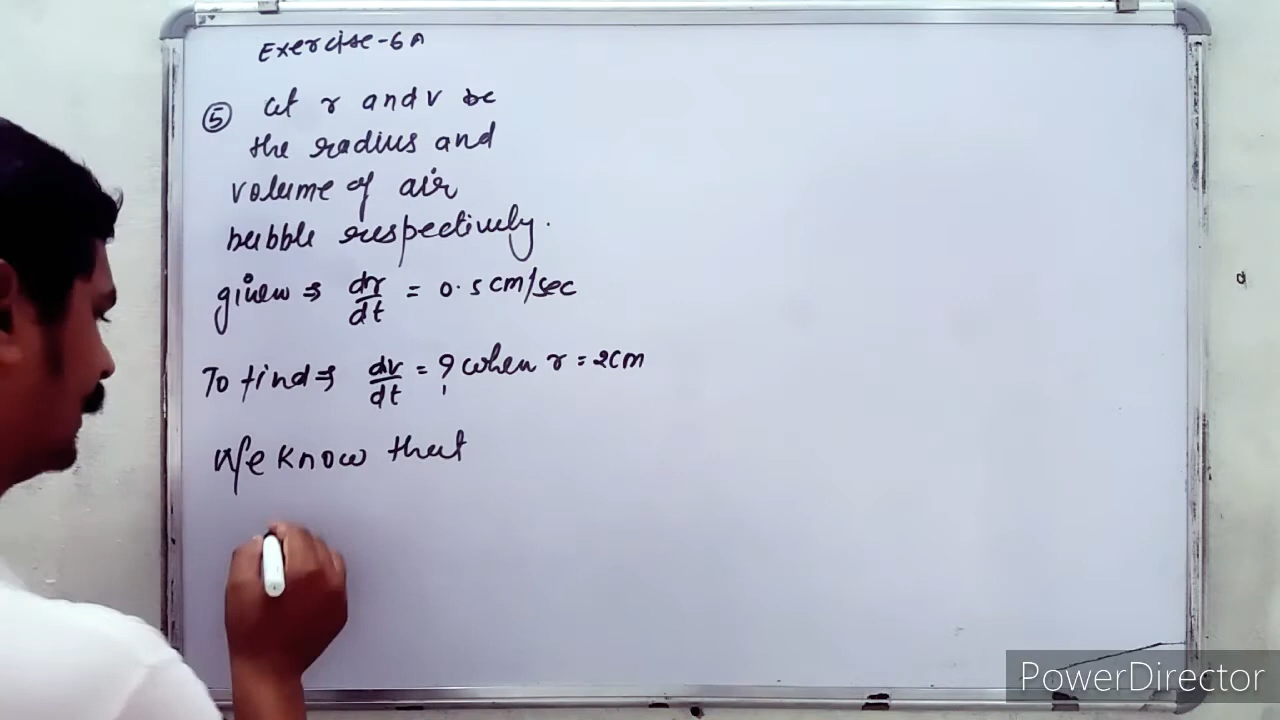 Exercise-6A
⑤ Let r and v be
the radius and
volume of air
bubble respectively.
given ⇒ dr/dt = 0.5 cm/sec
To find ⇒ dv/dt = ? when r = 2cm
We know that
PowerDirector